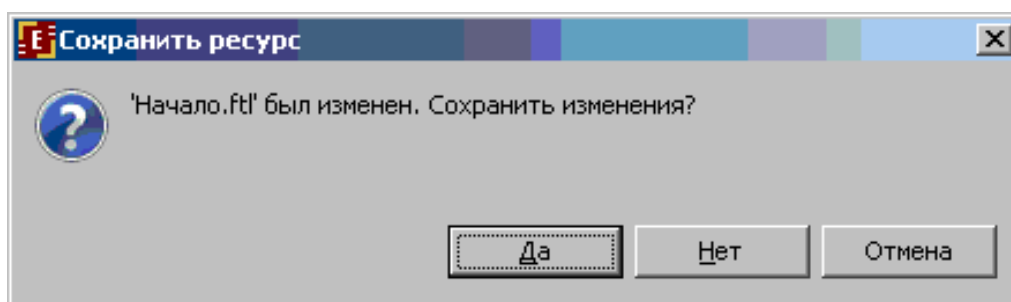 E Сохранить ресурс
'Начало.ftl' был изменен. Сохранить изменения?
Да Нет Отмена